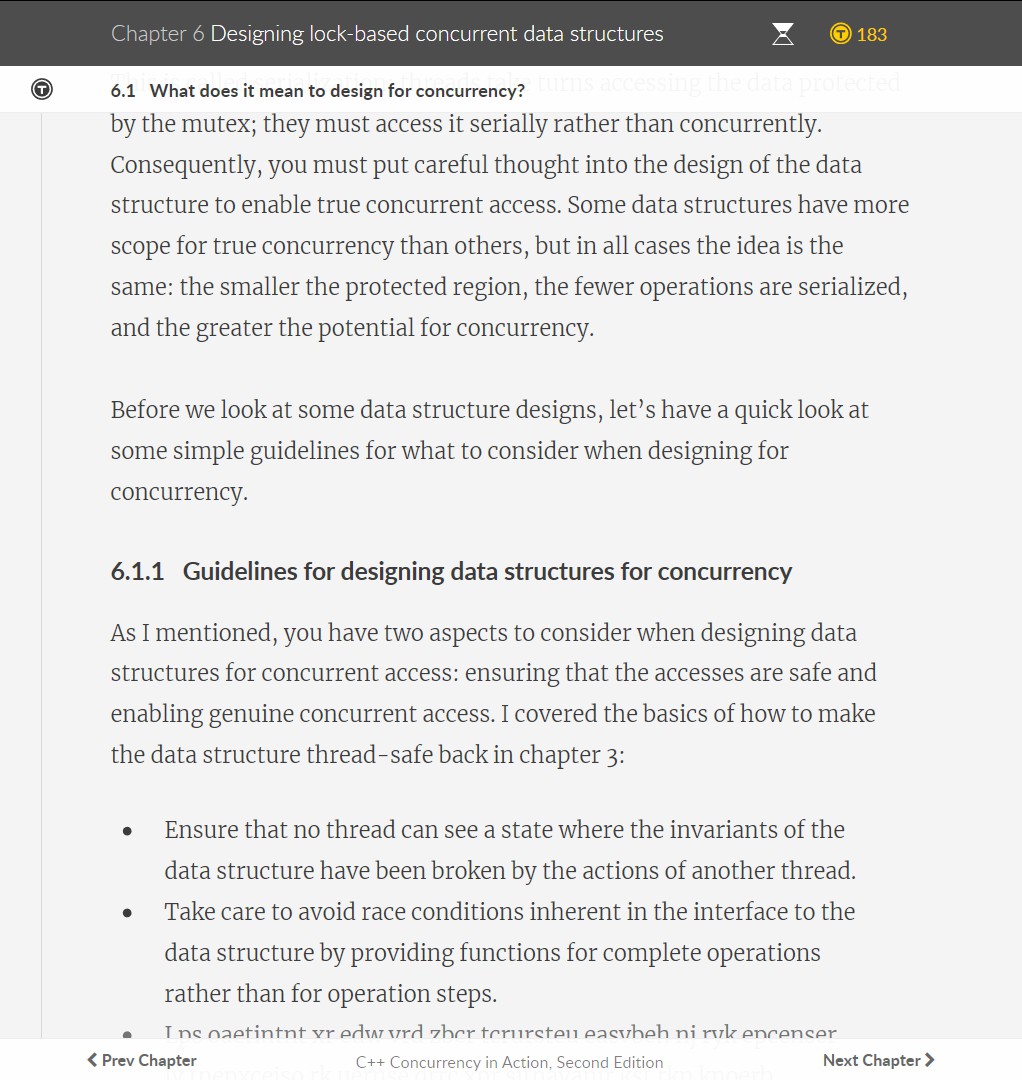 Chapter 6 Designing lock-based concurrent data structures
183
This is called serialization: threads take turns accessing the data protected
6.1 What does it mean to design for concurrency?
by the mutex; they must access it serially rather than concurrently.
Consequently, you must put careful thought into the design of the data
structure to enable true concurrent access. Some data structures have more
scope for true concurrency than others, but in all cases the idea is the
same: the smaller the protected region, the fewer operations are serialized,
and the greater the potential for concurrency.
Before we look at some data structure designs, let’s have a quick look at
some simple guidelines for what to consider when designing for
concurrency.
6.1.1 Guidelines for designing data structures for concurrency
As I mentioned, you have two aspects to consider when designing data
structures for concurrent access: ensuring that the accesses are safe and
enabling genuine concurrent access. I covered the basics of how to make
the data structure thread-safe back in chapter 3:
• Ensure that no thread can see a state where the invariants of the
data structure have been broken by the actions of another thread.
• Take care to avoid race conditions inherent in the interface to the
data structure by providing functions for complete operations
rather than for operation steps.
• Lps oaetintnt xr edw vrd zbcr tcrursteu easvbeh nj ryk epcenser
Prev Chapter
C++ Concurrency in Action, Second Edition
Next Chapter